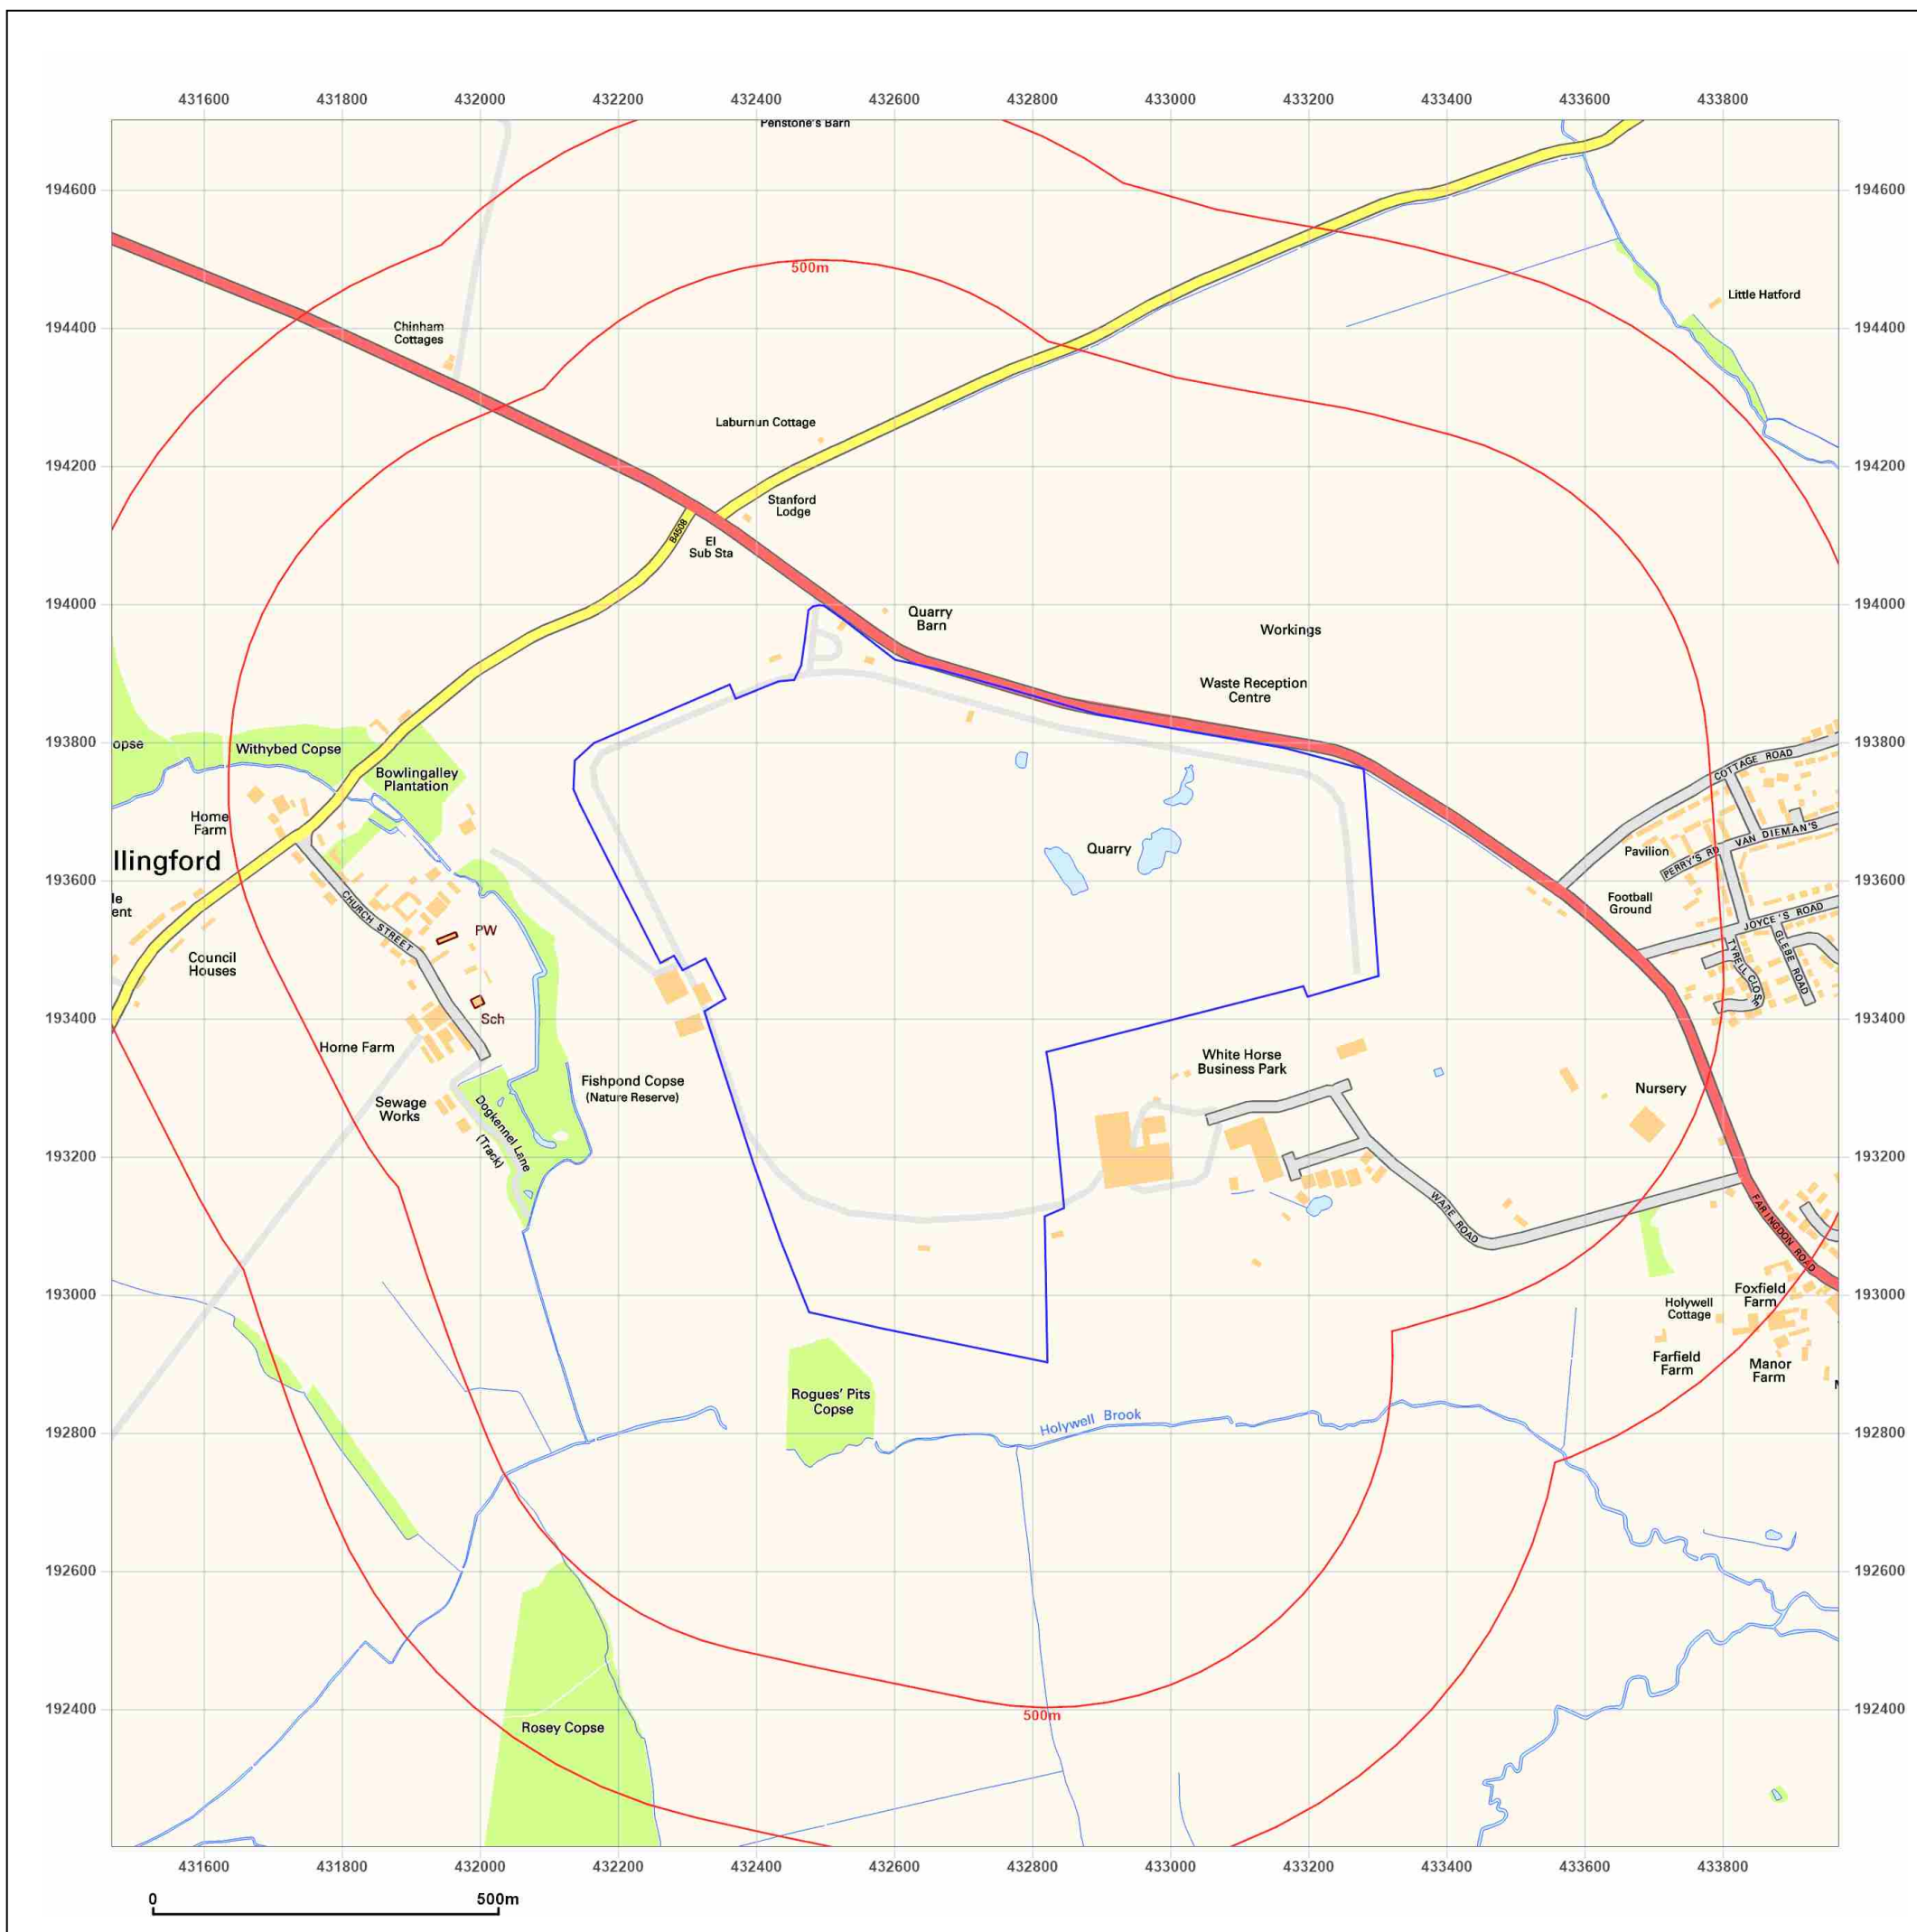 431600 431800 432000 432200 432400 432600 432800 433000 433200 433400 433600 433800
Penstone's Barn
194600 194600
500m
Little Hatford
194400 194400
Chinham
Cottages
Laburnun Cottage
194200 194200
Stanford
Lodge
B4508
El
Sub Sta
194000 194000
Quarry
Barn
Workings
Waste Reception
Centre
193800 193800
opse
Withybed Copse
Bowlingalley
Plantation
COTTAGE ROAD
Home
Farm
VAN DIEMAN'S
Pavilion
PERRY'S RD
Quarry
llingford
193600 193600
le
ent
Football
Ground
CHURCH STREET
JOYCE'S ROAD
PW
Council
Houses
TYRELL CLOSE
GLEBE ROAD
193400 193400
Sch
Home Farm
White Horse
Business Park
Fishpond Copse
(Nature Reserve)
Nursery
Sewage
Works
Dogkennel Lane
(Track)
193200 193200
WARE ROAD
FARINGDON ROAD
193000 193000
Foxfield
Farm
Holywell
Cottage
Farfield
Farm
Manor
Farm
Rogues' Pits
Copse
Holywell Brook
192800 192800
192600 192600
192400 192400
500m
Rosey Copse
431600 431800 432000 432200 432400 432600 432800 433000 433200 433400 433600 433800
0 500m